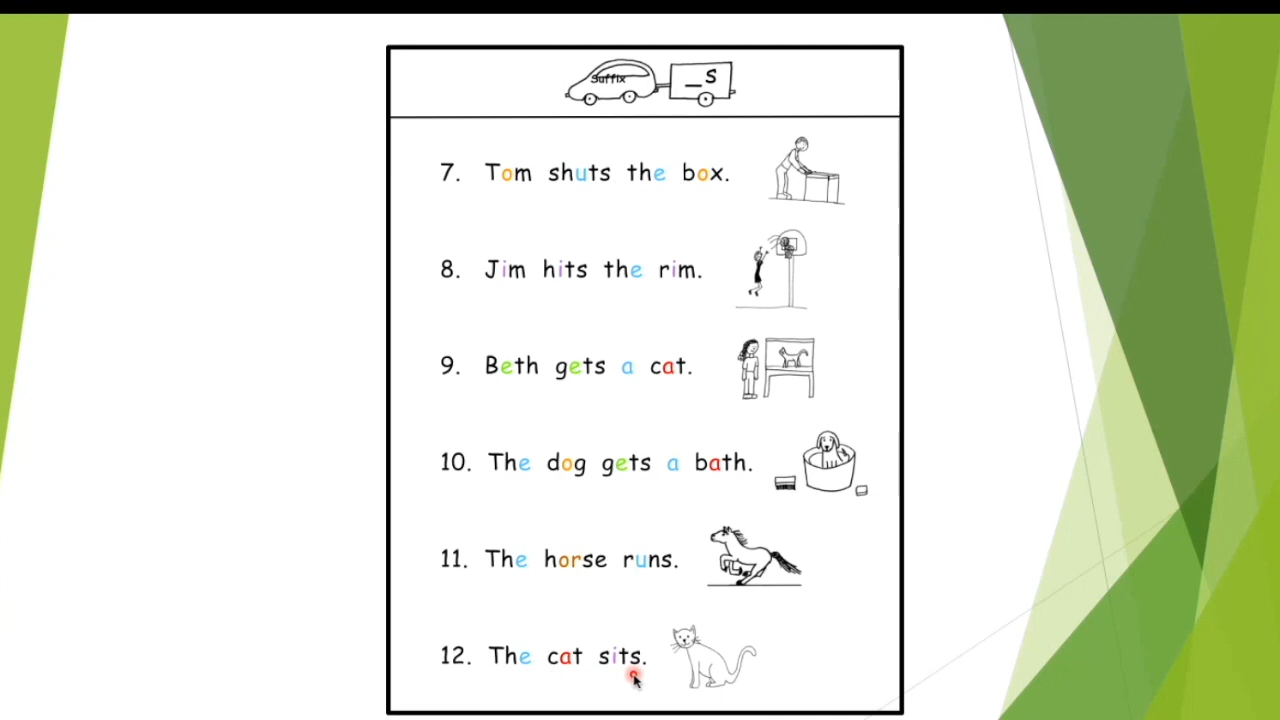 Suffix _s
7. Tom shuts the box.
8. Jim hits the rim.
9. Beth gets a cat.
10. The dog gets a bath.
11. The horse runs.
12. The cat sits.